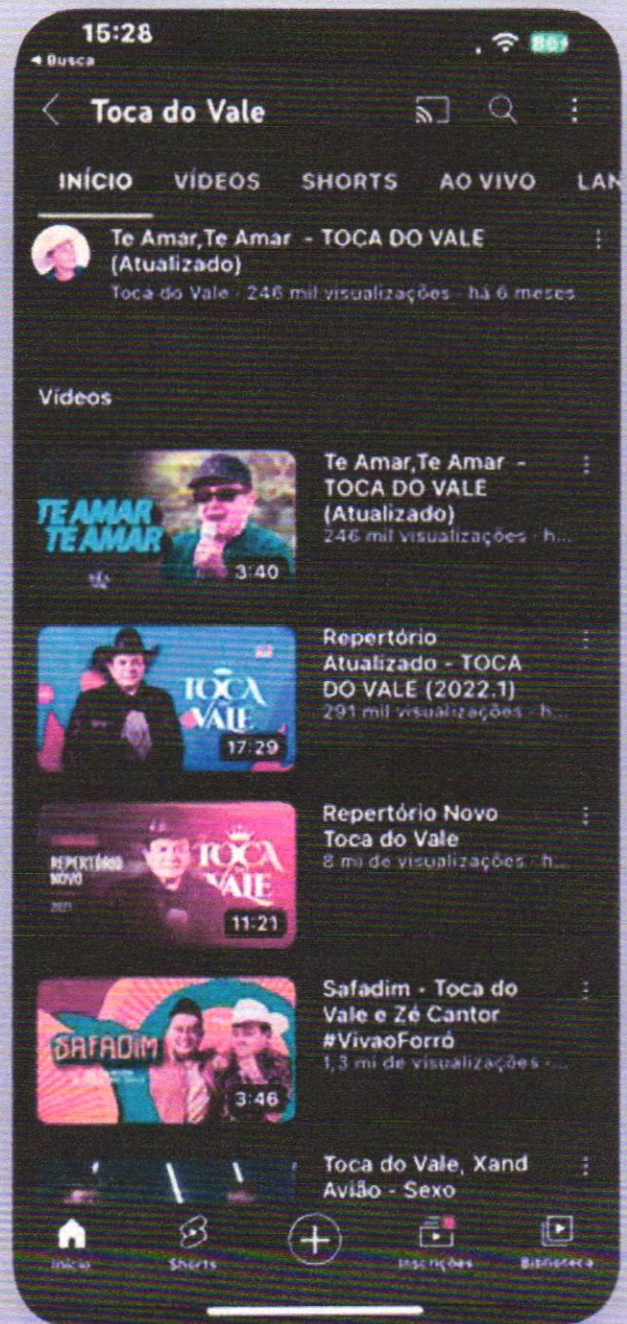 15:28
◂ Busca
Toca do Vale
INÍCIO VÍDEOS SHORTS AO VIVO LAN
Te Amar,Te Amar - TOCA DO VALE
(Atualizado)
Toca do Vale · 246 mil visualizações · há 6 meses
Vídeos
TE AMAR
TE AMAR
3:40
Te Amar,Te Amar -
TOCA DO VALE
(Atualizado)
246 mil visualizações · h...
TOCA
VALE
17:29
Repertório
Atualizado - TOCA
DO VALE (2022.1)
291 mil visualizações · h...
REPERTÓRIO
NOVO
2021
TOCA
VALE
11:21
Repertório Novo
Toca do Vale
8 mi de visualizações · h...
SAFADIM
3:46
Safadim - Toca do
Vale e Zé Cantor
#VivaoForró
1,3 mi de visualizações ·...
Toca do Vale, Xand
Avião - Sexo
Início Shorts Inscrições Biblioteca